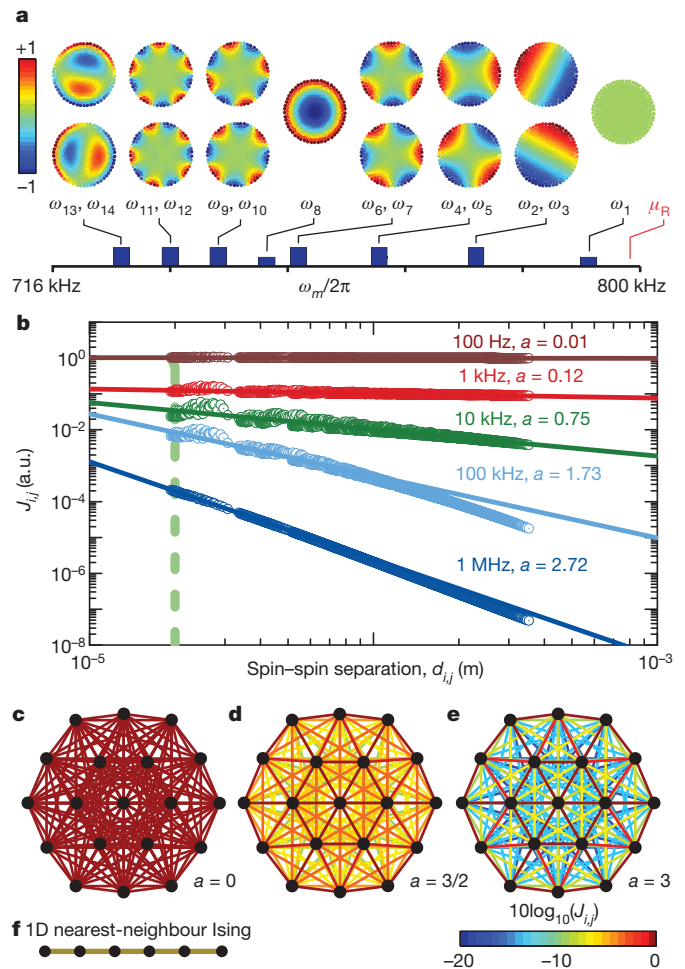 a
+1
−1
ω13, ω14
ω11, ω12
ω9, ω10
ω8
ω6, ω7
ω4, ω5
ω2, ω3
ω1
μR
716 kHz
ωm/2π
800 kHz
b
100 Hz, a = 0.01
1 kHz, a = 0.12
10 kHz, a = 0.75
100 kHz, a = 1.73
1 MHz, a = 2.72
Ji,j (a.u.)
10^0
10^−2
10^−4
10^−6
10^−8
10^−5
Spin–spin separation, di,j (m)
10^−3
c
d
e
a = 0
a = 3/2
a = 3
f 1D nearest-neighbour Ising
10log10(Ji,j)
−20
−10
0